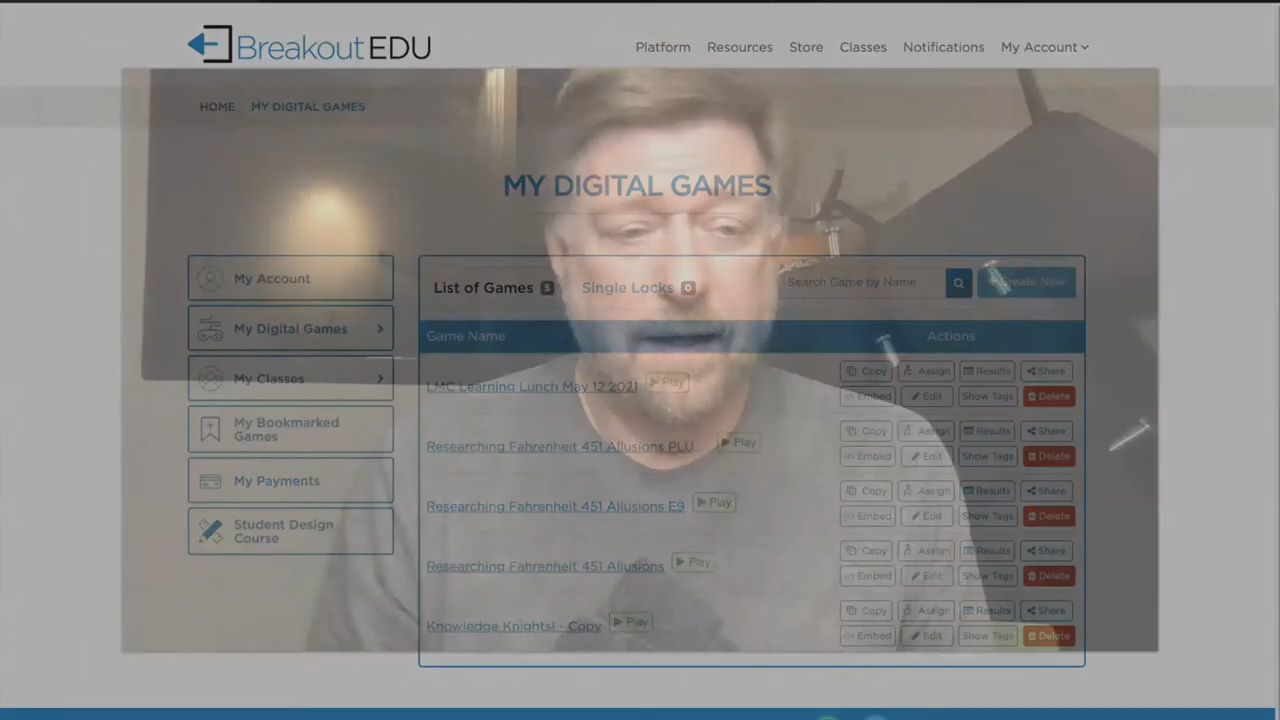 Breakout EDU
Platform Resources Store Classes Notifications My Account
HOME MY DIGITAL GAMES
MY DIGITAL GAMES
My Account
My Digital Games
My Classes
My Bookmarked
Games
My Payments
Student Design
Course
List of Games 5 Single Locks 0 Search Game by Name Create New
Game Name Actions
LMC Learning Lunch May 12 2021 Play
Copy Assign Results Share
Embed Edit Show Tags Delete
Researching Fahrenheit 451 Allusions PLU Play
Copy Assign Results Share
Embed Edit Show Tags Delete
Researching Fahrenheit 451 Allusions E9 Play
Copy Assign Results Share
Embed Edit Show Tags Delete
Researching Fahrenheit 451 Allusions Play
Copy Assign Results Share
Embed Edit Show Tags Delete
Knowledge Knights! - Copy Play
Copy Assign Results Share
Embed Edit Show Tags Delete